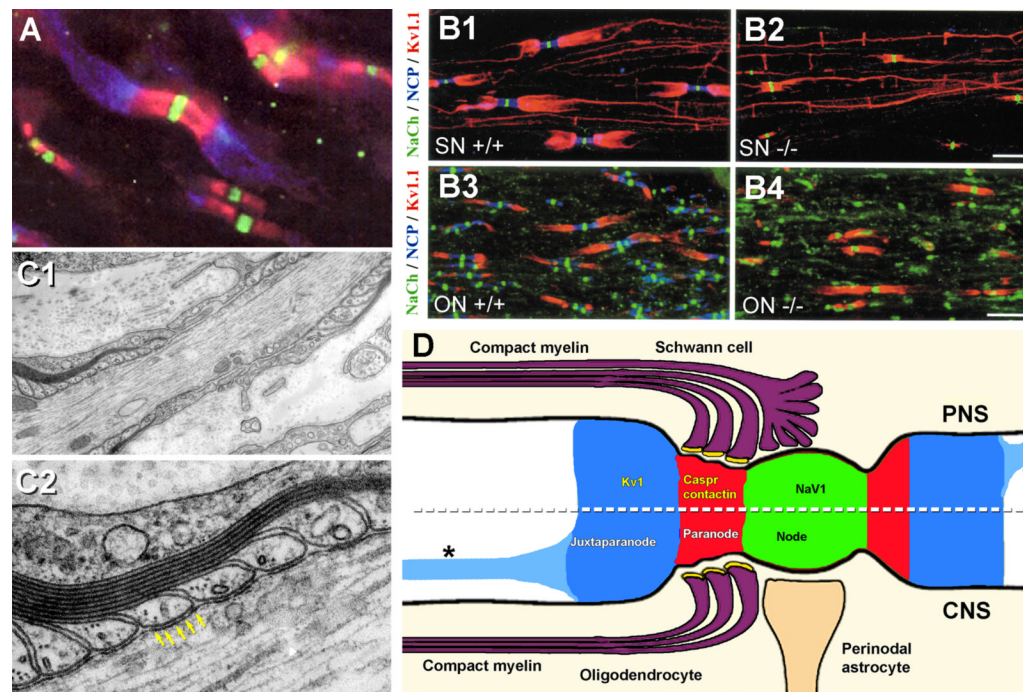 A
NaCh / NCP / Kv1.1
B1
SN +/+
B2
SN -/-
NaCh / NCP / Kv1.1
B3
ON +/+
B4
ON -/-
C1
C2
D
Compact myelin
Schwann cell
PNS
Kv1
Caspr
contactin
NaV1
Juxtaparanode
Paranode
Node
*
CNS
Compact myelin
Oligodendrocyte
Perinodal
astrocyte